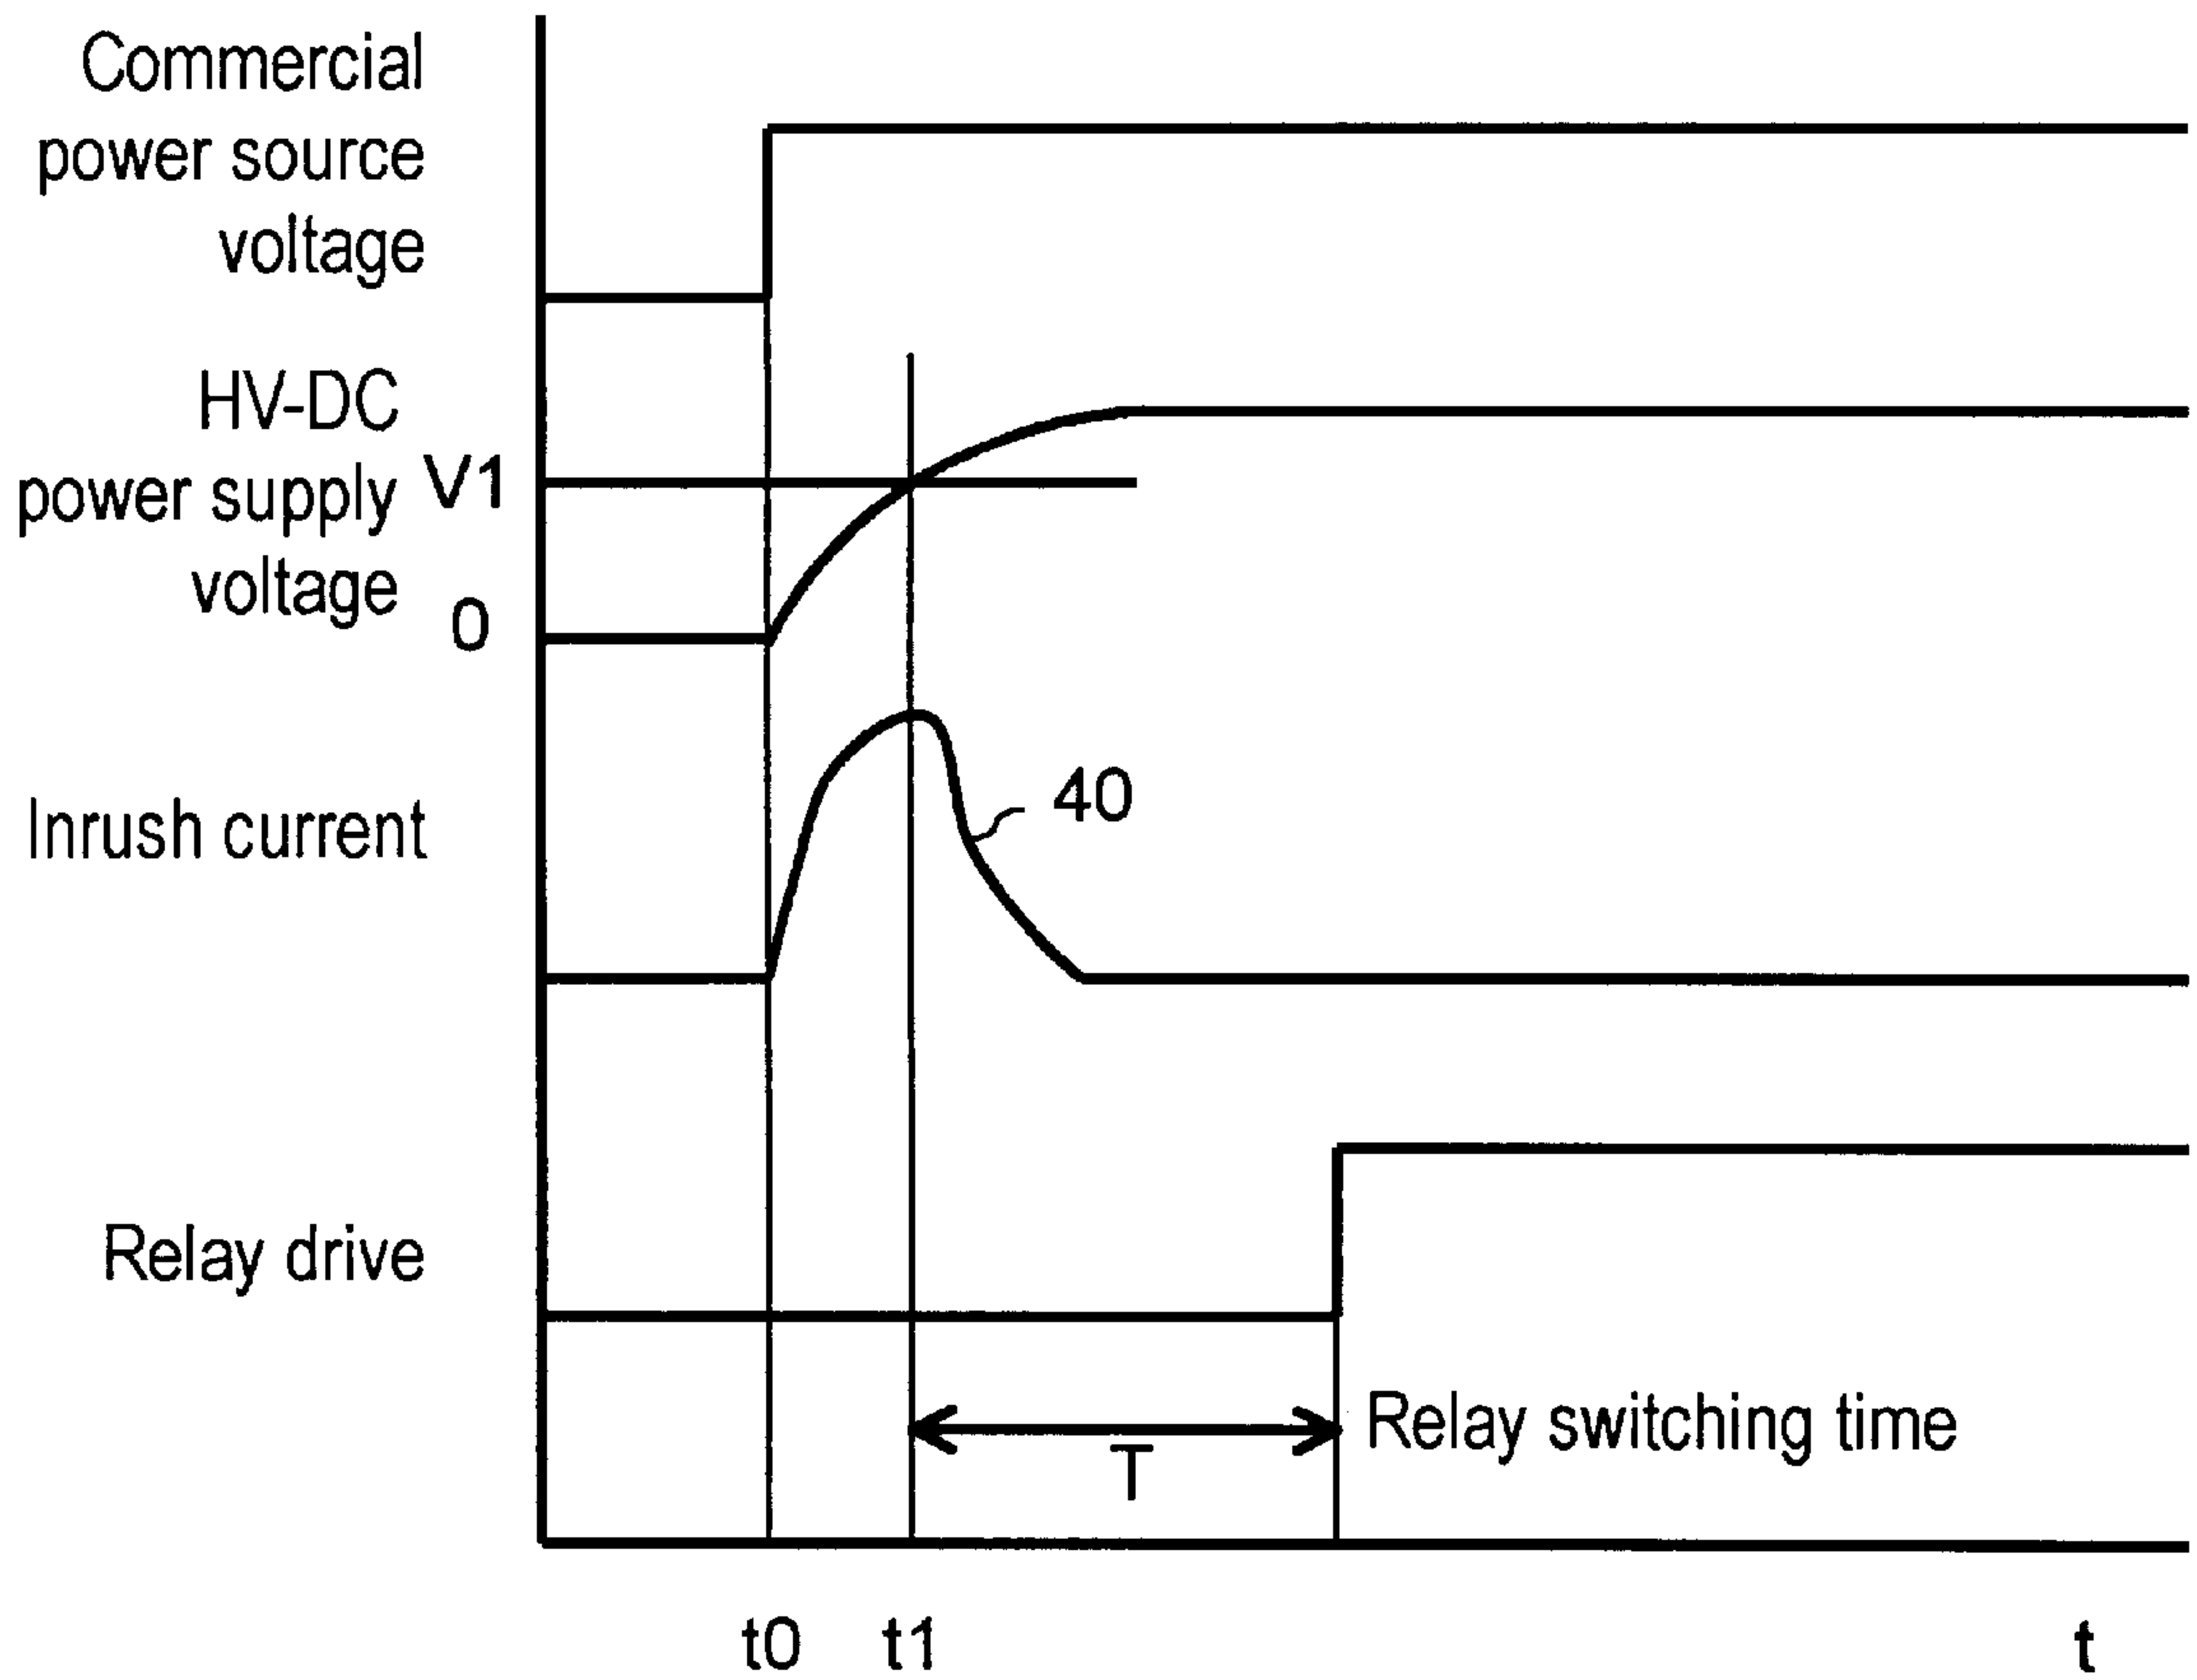 Commercial
power source
voltage
HV-DC
power supply
voltage
V1
0
Inrush current
40
Relay drive
Relay switching time
T
t0
t1
t